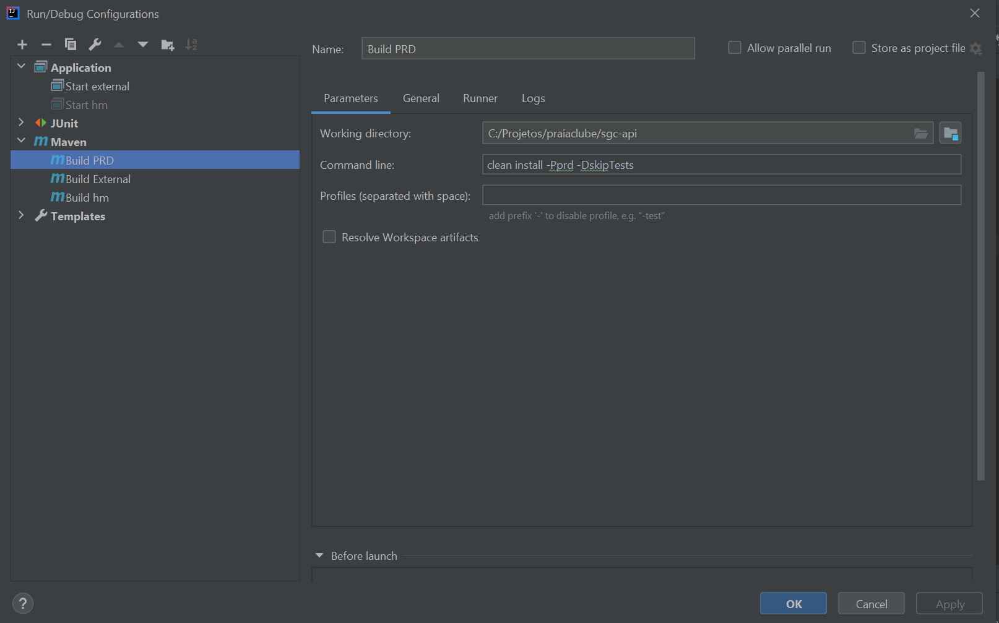 Run/Debug Configurations
Name: Build PRD Allow parallel run Store as project file
Application
Start external
Start hm
JUnit
Maven
Build PRD
Build External
Build hm
Templates
Parameters General Runner Logs
Working directory: C:/Projetos/praiaclube/sgc-api
Command line: clean install -Pprd -DskipTests
Profiles (separated with space):
add prefix '-' to disable profile, e.g. "-test"
Resolve Workspace artifacts
Before launch
? OK Cancel Apply